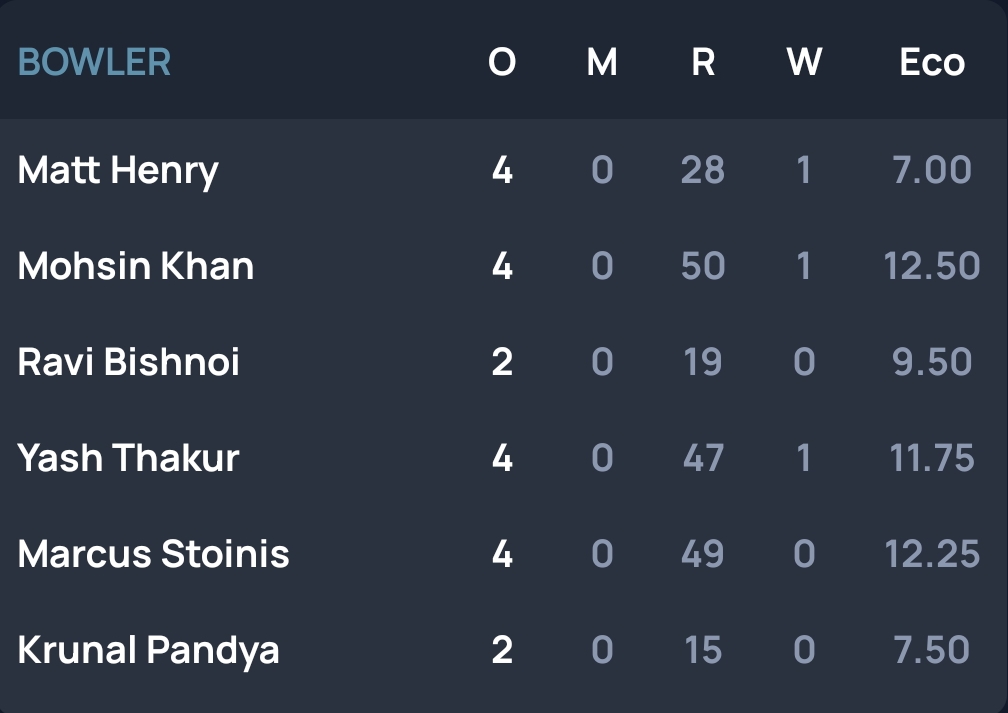 BOWLER O M R W Eco
Matt Henry 4 0 28 1 7.00
Mohsin Khan 4 0 50 1 12.50
Ravi Bishnoi 2 0 19 0 9.50
Yash Thakur 4 0 47 1 11.75
Marcus Stoinis 4 0 49 0 12.25
Krunal Pandya 2 0 15 0 7.50